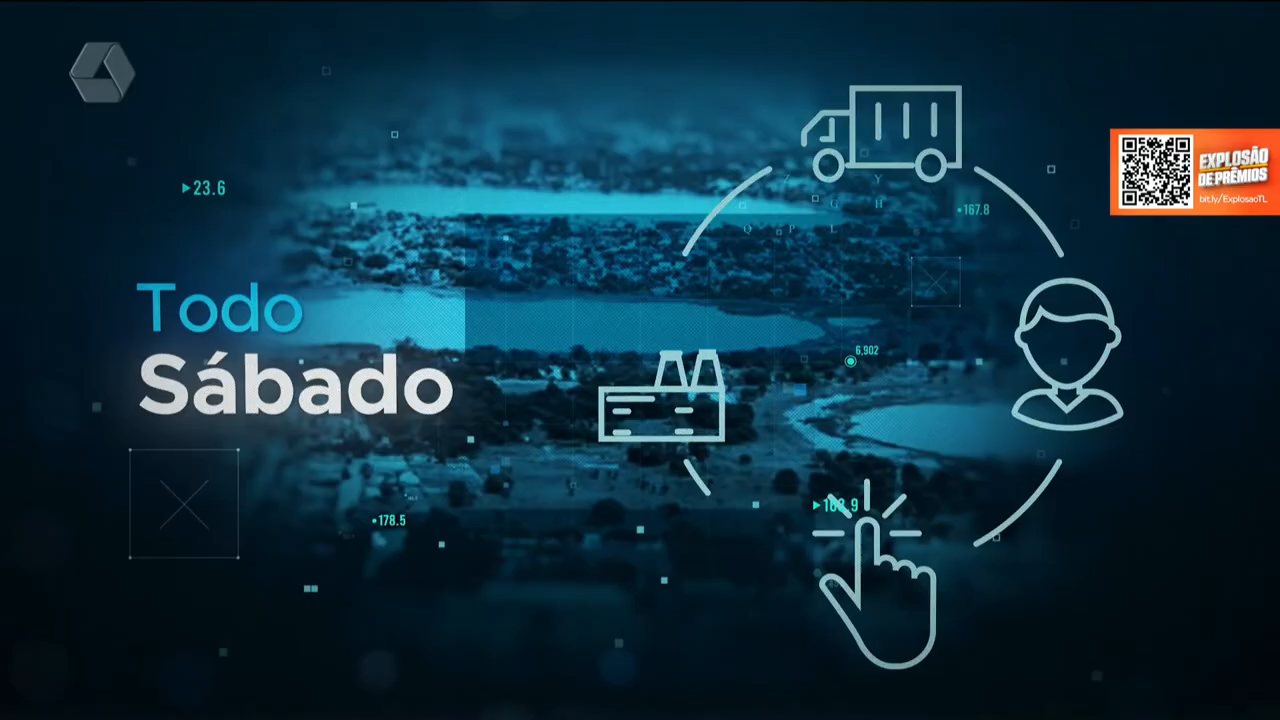 EXPLOSÃO
DE PRÊMIOS
bit.ly/ExplosaoTL
23.6
Z Y
G H
167.8
Q P L
Todo
Sábado
6,902
178.5